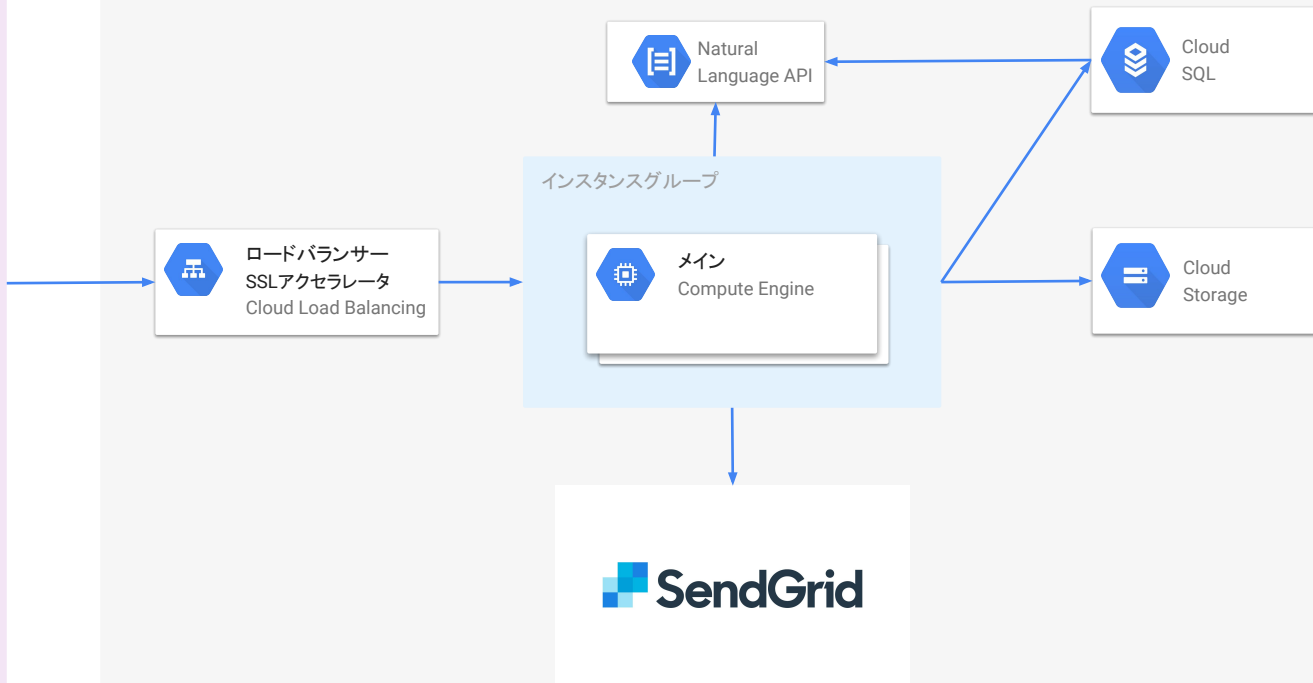 Natural
Language API
Cloud
SQL
インスタンスグループ
ロードバランサー
SSLアクセラレータ
Cloud Load Balancing
メイン
Compute Engine
Cloud
Storage
SendGrid